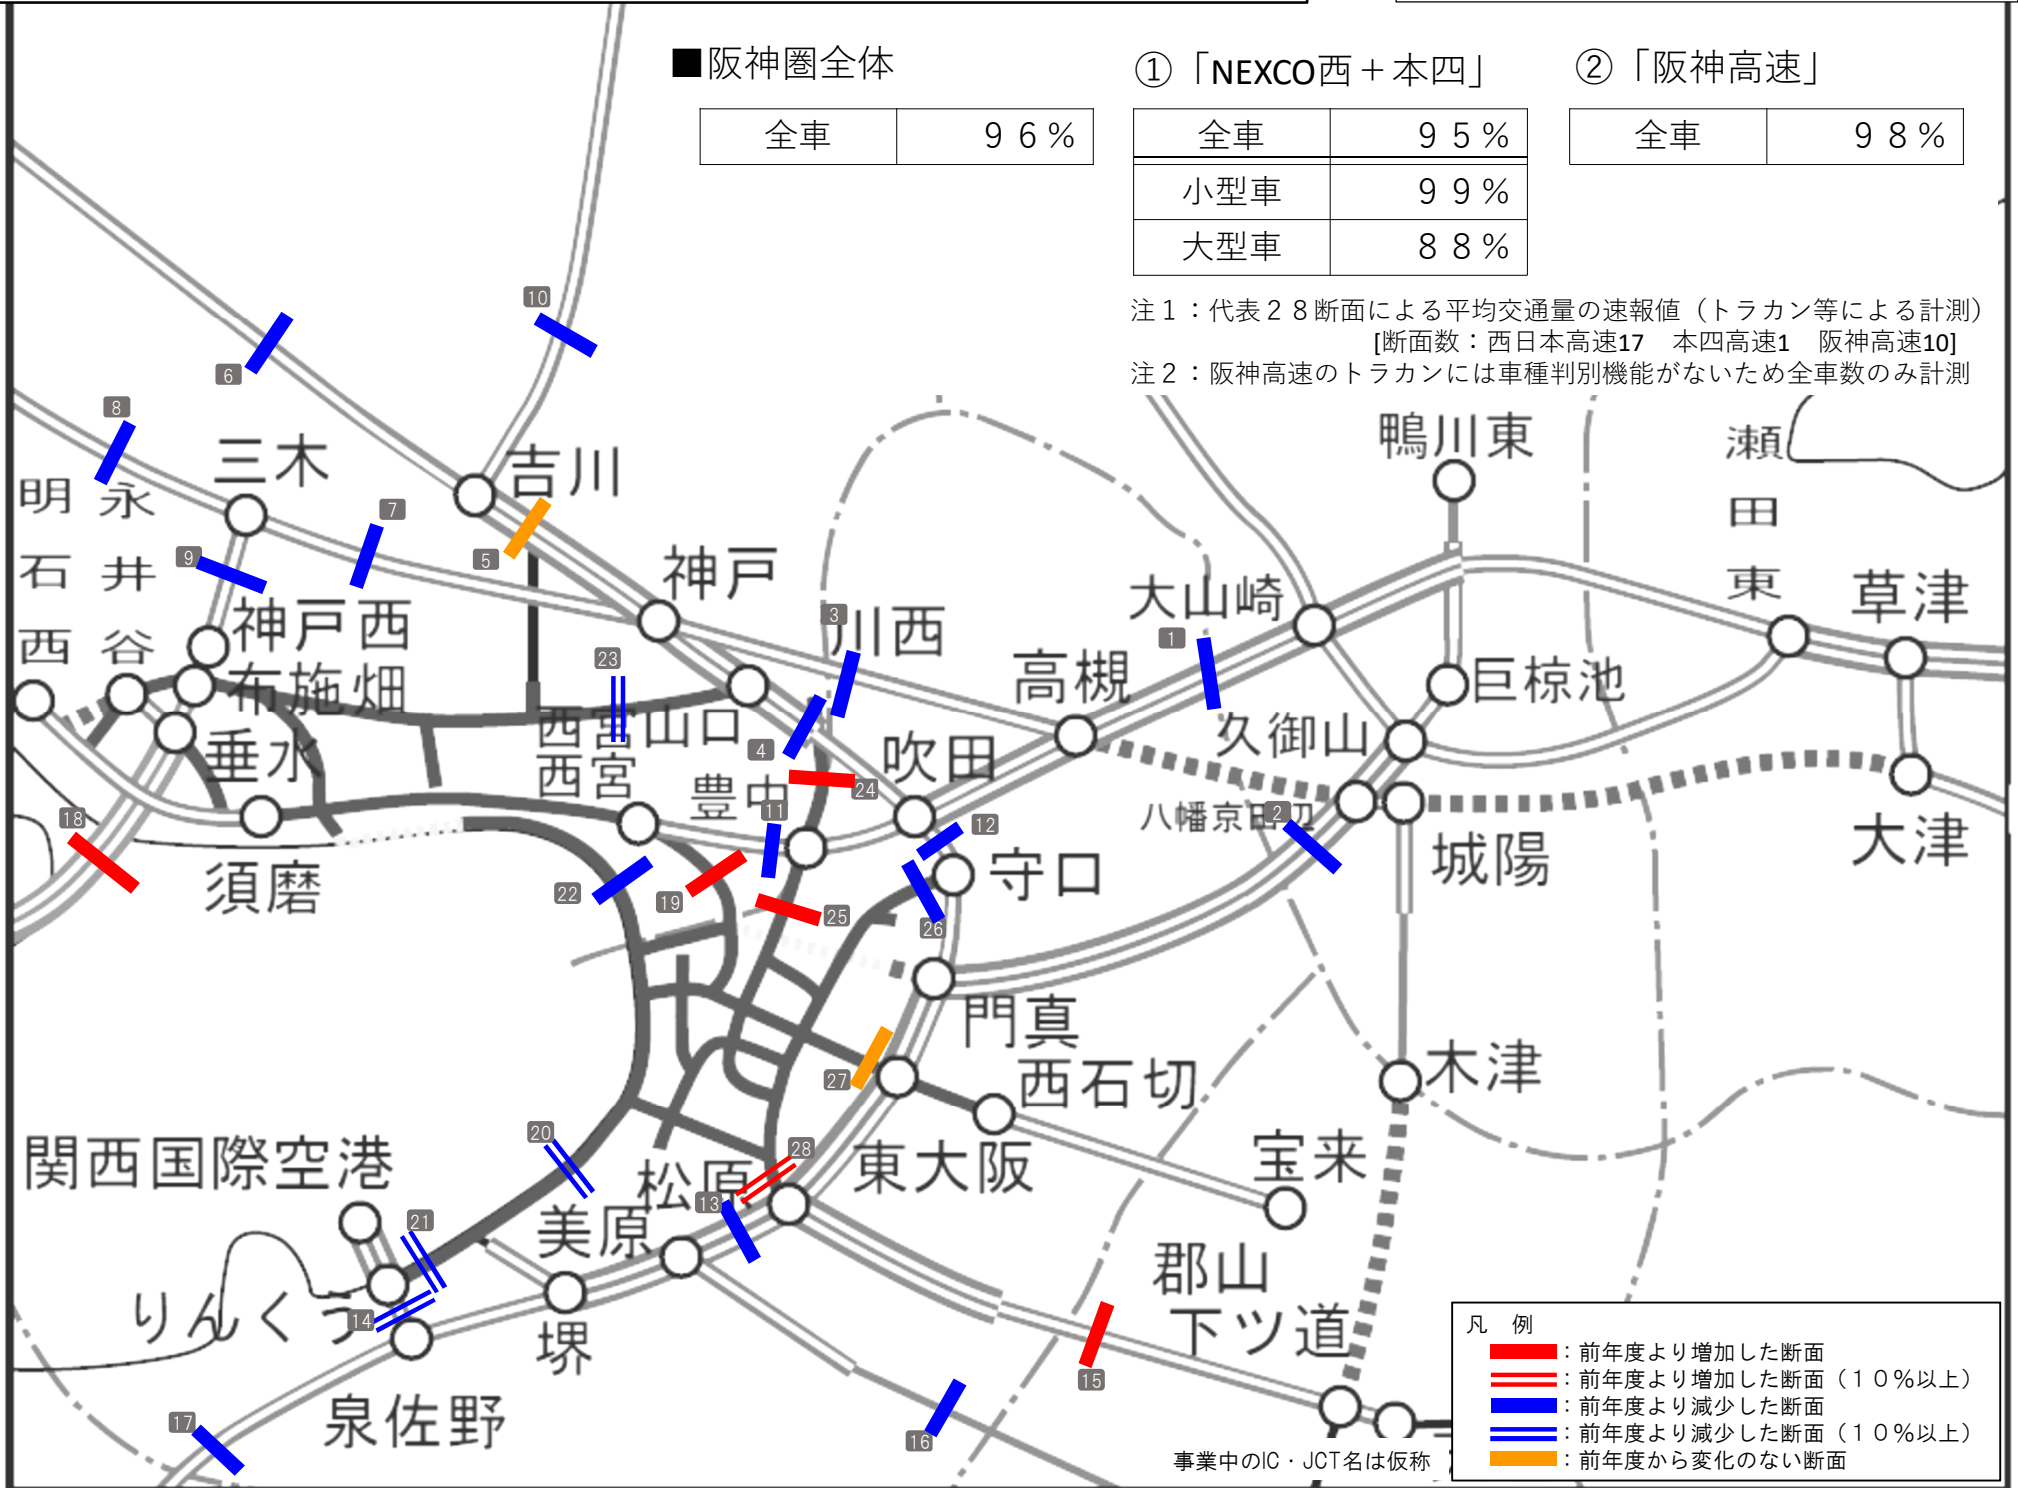 ■阪神圏全体
全車 96%
①「NEXCO西＋本四」
全車 95%
小型車 99%
大型車 88%
②「阪神高速」
全車 98%
注１：代表２８断面による平均交通量の速報値（トラカン等による計測）
[断面数：西日本高速17　本四高速1　阪神高速10]
注２：阪神高速のトラカンには車種判別機能がないため全車数のみ計測
10
6
8
三木
吉川
鴨川東
瀬田東
明石西
永井谷
7
9
5
神戸
神戸西
布施畑
3
川西
1
大山崎
草津
高槻
23
巨椋池
西宮山口
西宮
垂水
4
吹田
久御山
豊中
24
11
12
八幡京田辺
2
18
須磨
22
19
25
26
守口
城陽
大津
門真
27
西石切
木津
20
28
関西国際空港
松原
東大阪
宝来
13
21
美原
郡山下ツ道
りんくう
14
堺
15
泉佐野
17
16
事業中のIC・JCT名は仮称
凡　例
：前年度より増加した断面
：前年度より増加した断面（１０％以上）
：前年度より減少した断面
：前年度より減少した断面（１０％以上）
：前年度から変化のない断面